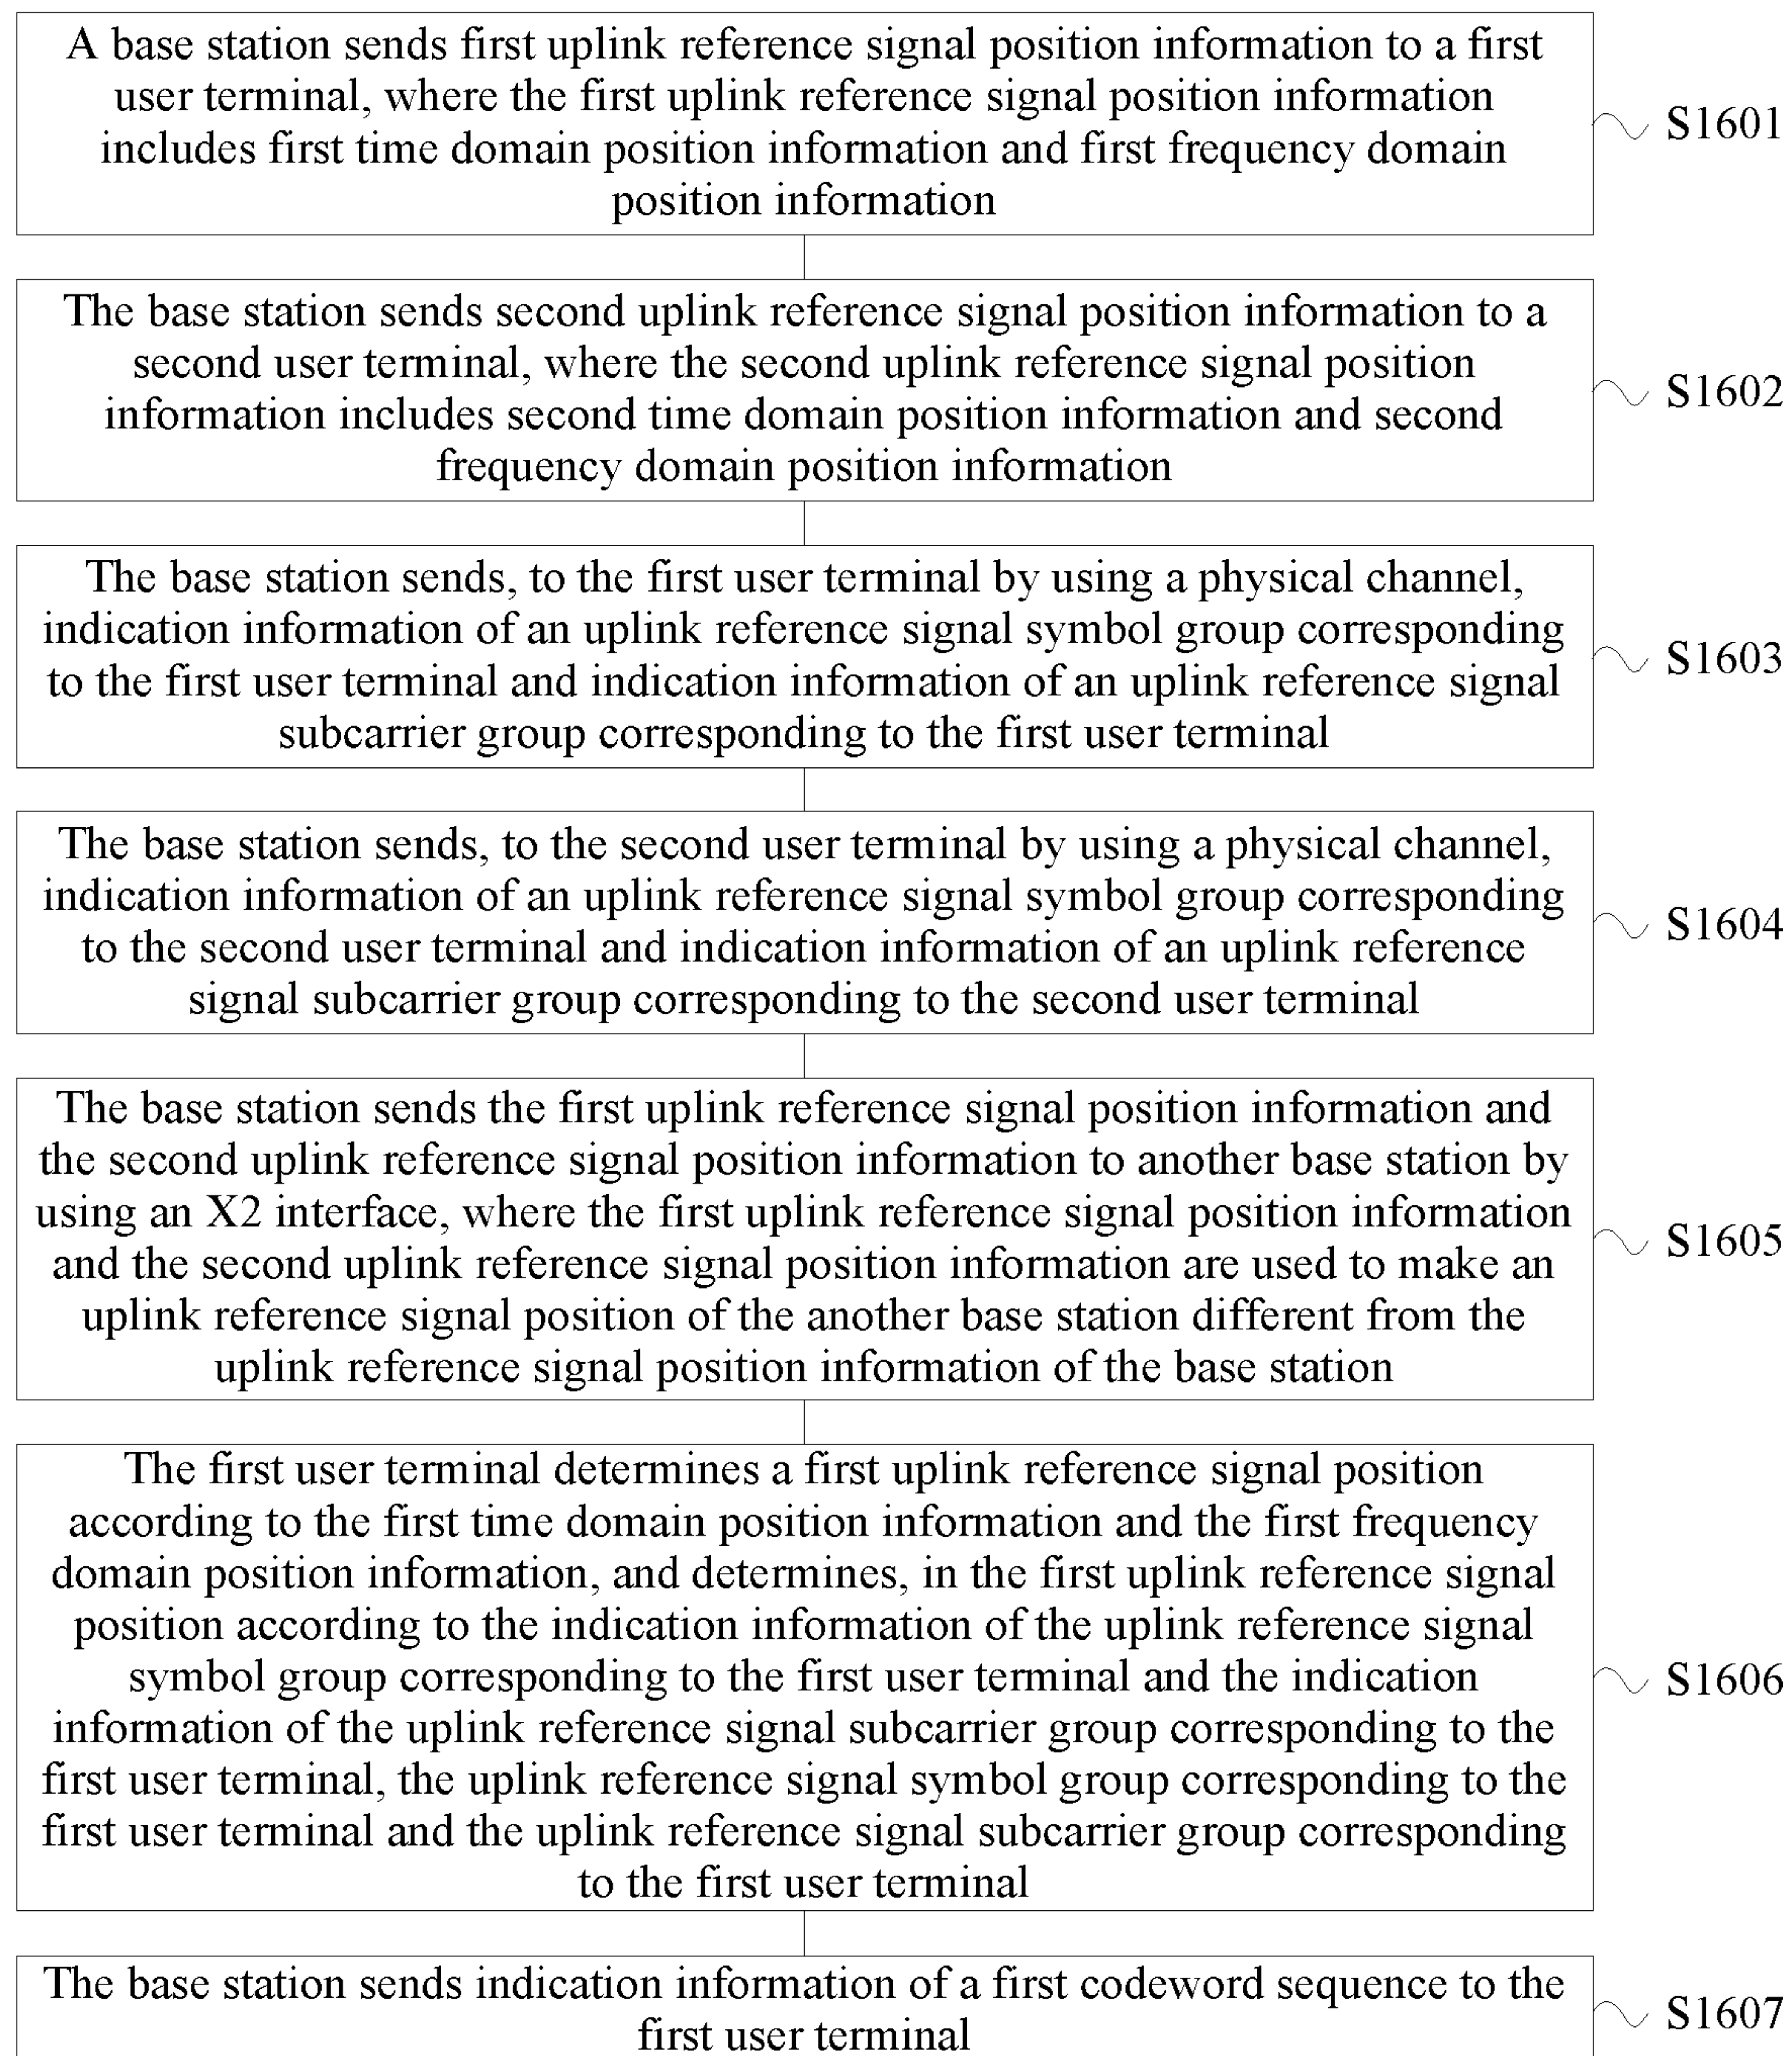 A base station sends first uplink reference signal position information to a first
user terminal, where the first uplink reference signal position information
includes first time domain position information and first frequency domain
position information
S1601
The base station sends second uplink reference signal position information to a
second user terminal, where the second uplink reference signal position
information includes second time domain position information and second
frequency domain position information
S1602
The base station sends, to the first user terminal by using a physical channel,
indication information of an uplink reference signal symbol group corresponding
to the first user terminal and indication information of an uplink reference signal
subcarrier group corresponding to the first user terminal
S1603
The base station sends, to the second user terminal by using a physical channel,
indication information of an uplink reference signal symbol group corresponding
to the second user terminal and indication information of an uplink reference
signal subcarrier group corresponding to the second user terminal
S1604
The base station sends the first uplink reference signal position information and
the second uplink reference signal position information to another base station by
using an X2 interface, where the first uplink reference signal position information
and the second uplink reference signal position information are used to make an
uplink reference signal position of the another base station different from the
uplink reference signal position information of the base station
S1605
The first user terminal determines a first uplink reference signal position
according to the first time domain position information and the first frequency
domain position information, and determines, in the first uplink reference signal
position according to the indication information of the uplink reference signal
symbol group corresponding to the first user terminal and the indication
information of the uplink reference signal subcarrier group corresponding to the
first user terminal, the uplink reference signal symbol group corresponding to the
first user terminal and the uplink reference signal subcarrier group corresponding
to the first user terminal
S1606
The base station sends indication information of a first codeword sequence to the
first user terminal
S1607